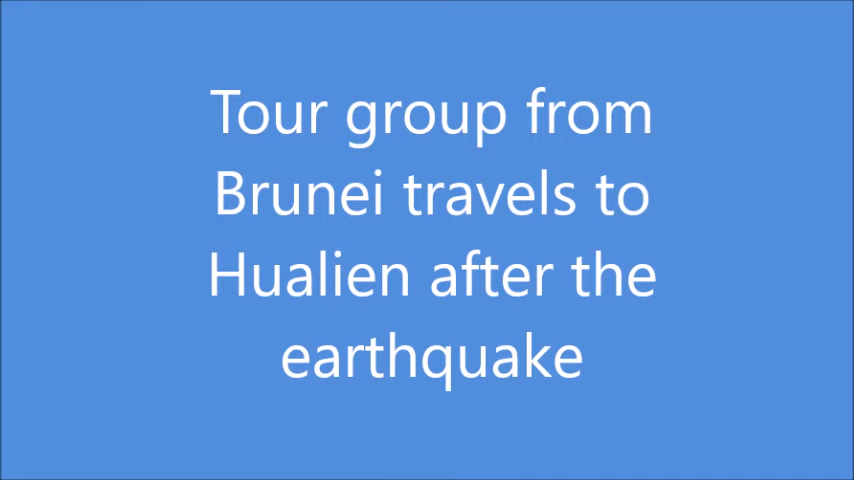 Tour group from
Brunei travels to
Hualien after the
earthquake